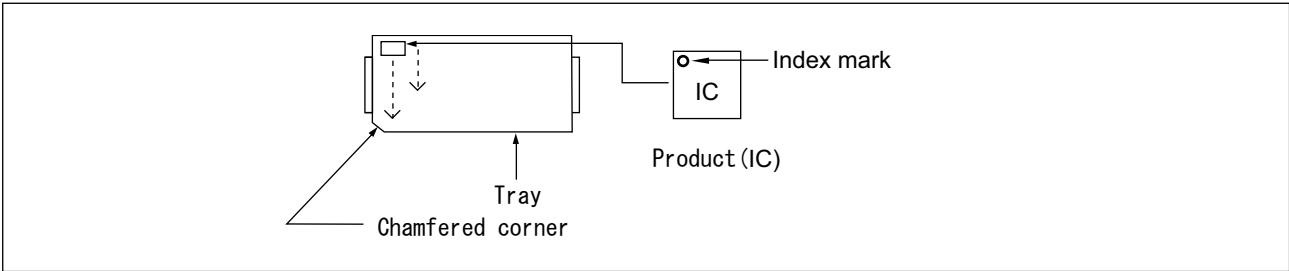 Index mark
IC
Product(IC)
Tray
Chamfered corner